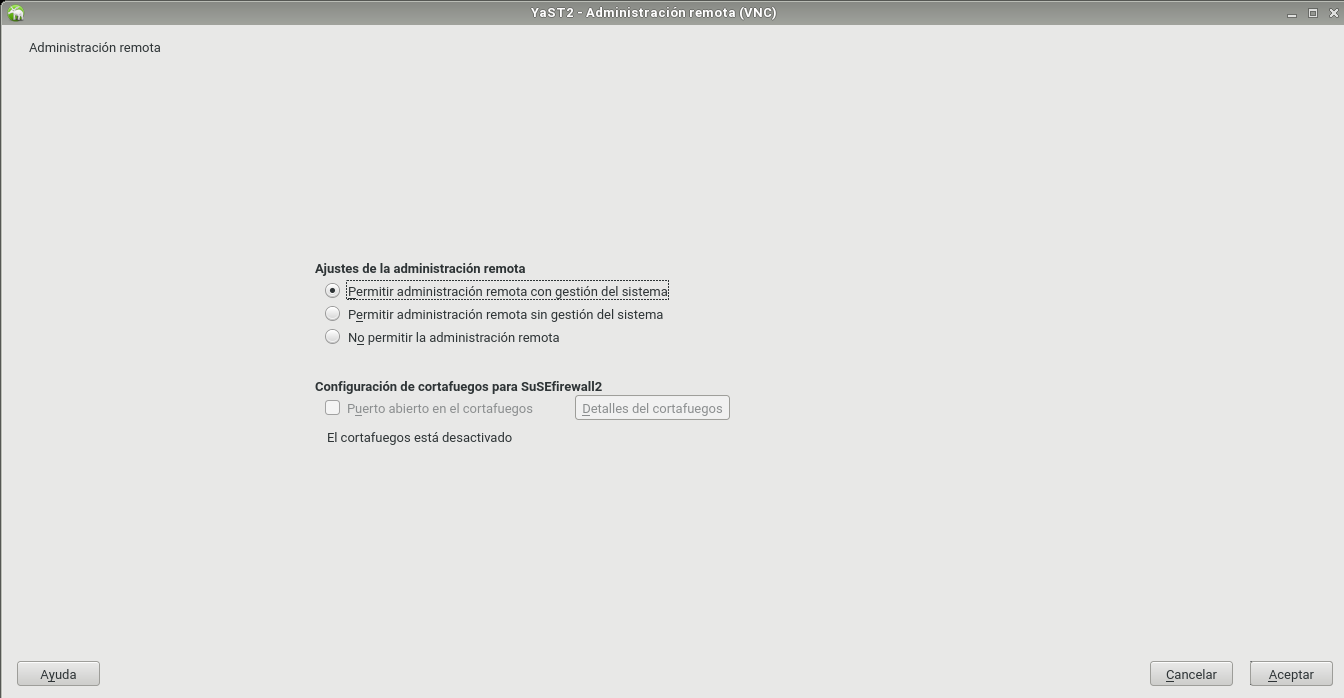 YaST2 - Administración remota (VNC)
Administración remota
Ajustes de la administración remota
Permitir administración remota con gestión del sistema
Permitir administración remota sin gestión del sistema
No permitir la administración remota
Configuración de cortafuegos para SuSEfirewall2
Puerto abierto en el cortafuegos Detalles del cortafuegos
El cortafuegos está desactivado
Ayuda Cancelar Aceptar